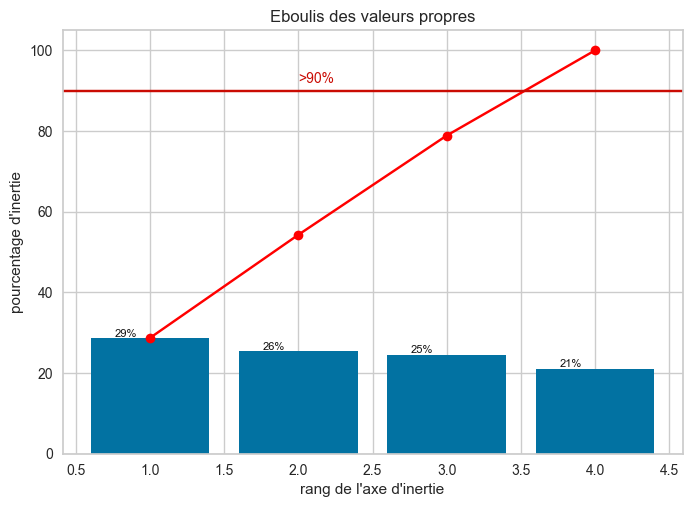 Eboulis des valeurs propres
100
80
60
40
20
0
pourcentage d'inertie
>90%
29%
26%
25%
21%
0.5 1.0 1.5 2.0 2.5 3.0 3.5 4.0 4.5
rang de l'axe d'inertie